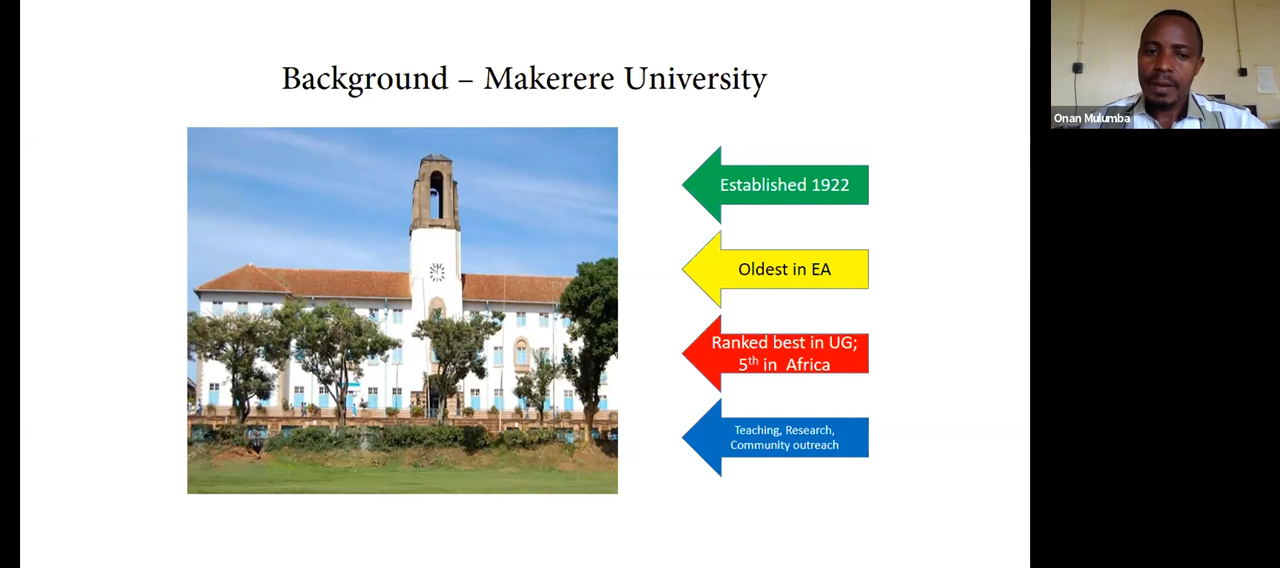 Background – Makerere University
Onan Mulumba
Established 1922
Oldest in EA
Ranked best in UG;
5th in Africa
Teaching, Research,
Community outreach